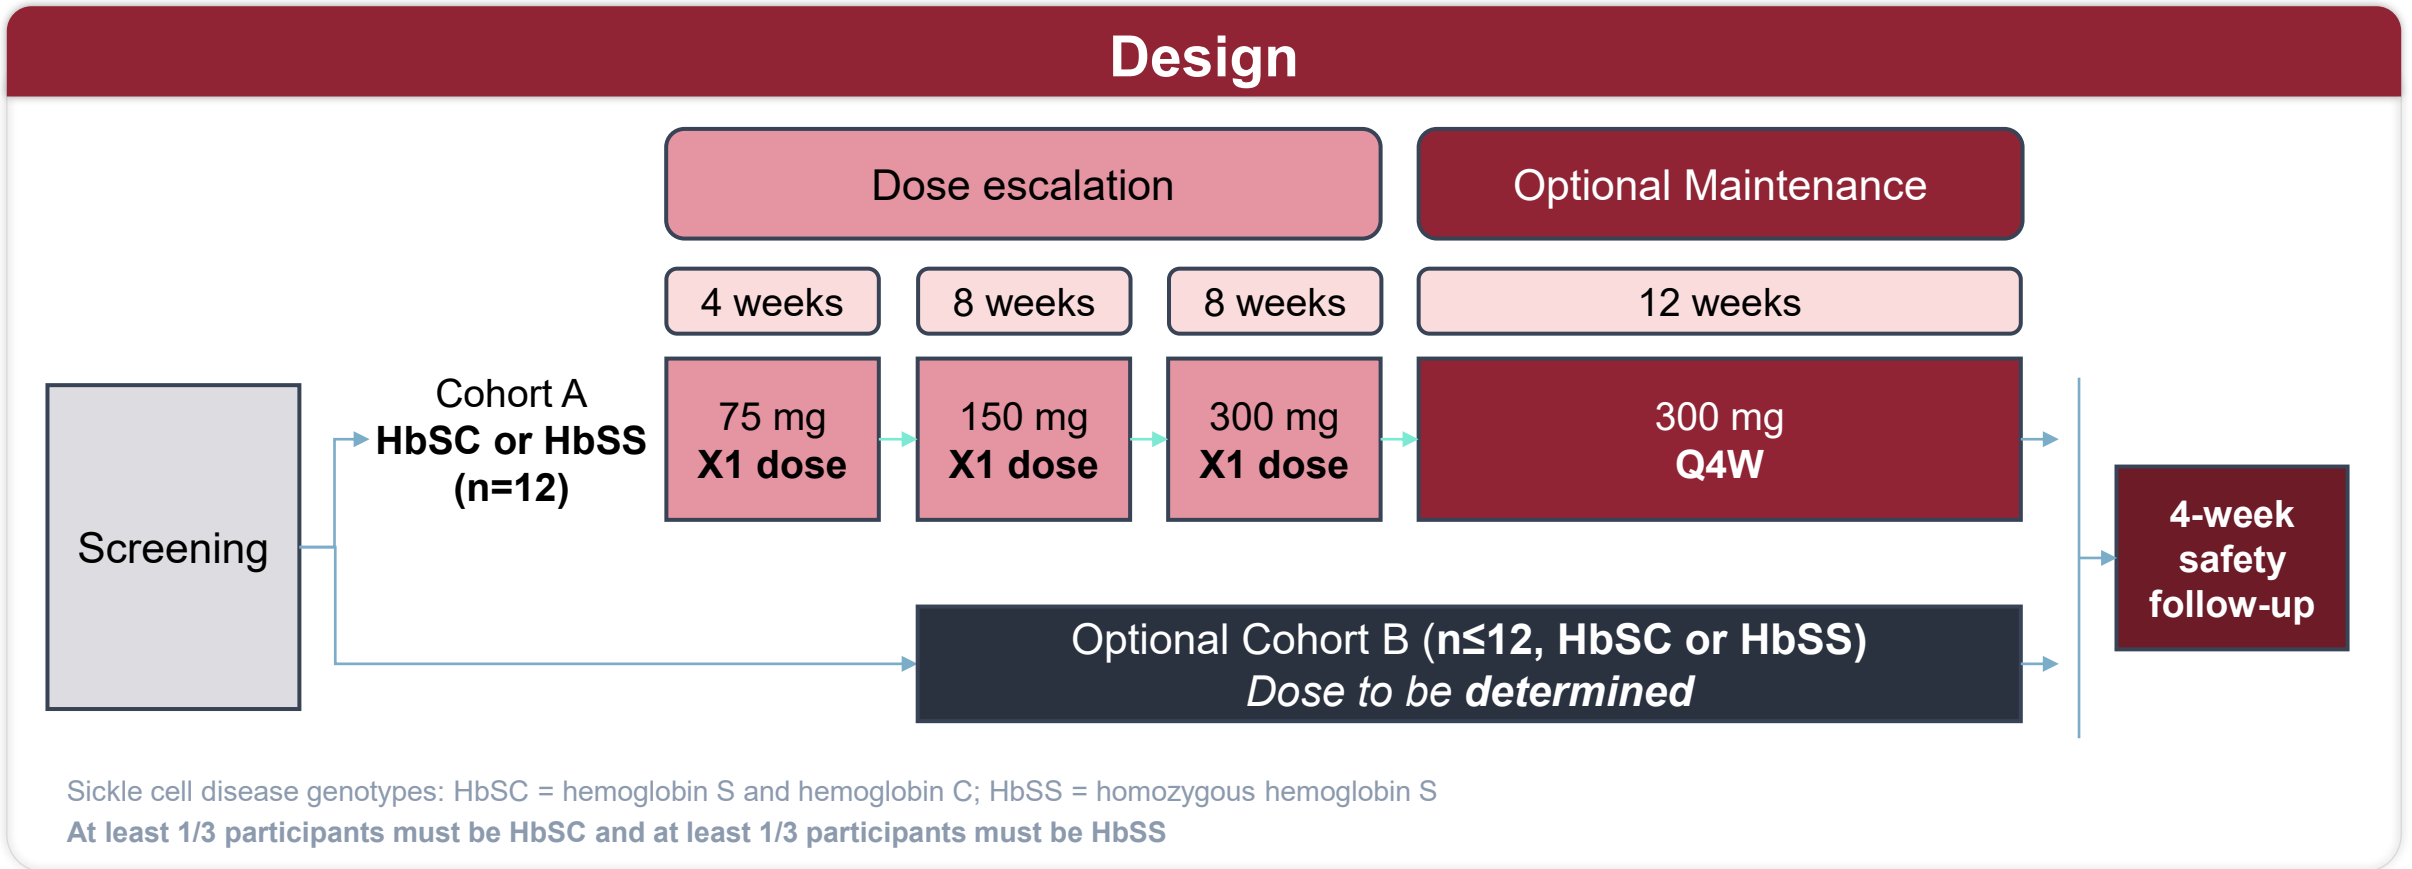 Design
Dose escalation
Optional Maintenance
4 weeks
8 weeks
8 weeks
12 weeks
Screening
Cohort A
HbSC or HbSS
(n=12)
75 mg
X1 dose
150 mg
X1 dose
300 mg
X1 dose
300 mg
Q4W
Optional Cohort B (n≤12, HbSC or HbSS)
Dose to be determined
4-week
safety
follow-up
Sickle cell disease genotypes: HbSC = hemoglobin S and hemoglobin C; HbSS = homozygous hemoglobin S
At least 1/3 participants must be HbSC and at least 1/3 participants must be HbSS